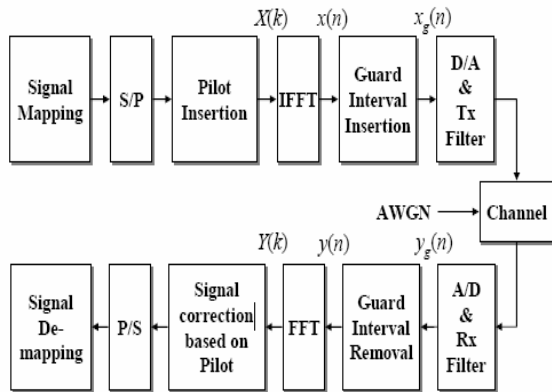 X(k)
x(n)
x_g(n)
Signal
Mapping
S/P
Pilot
Insertion
IFFT
Guard
Interval
Insertion
D/A
&
Tx
Filter
AWGN
Channel
Y(k)
y(n)
y_g(n)
Signal
De-
mapping
P/S
Signal
correction
based on
Pilot
FFT
Guard
Interval
Removal
A/D
&
Rx
Filter